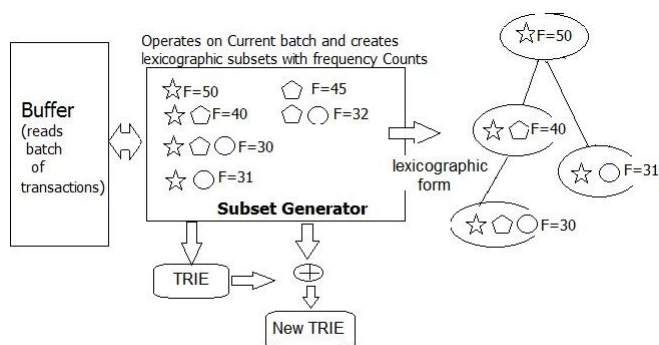 Operates on Current batch and creates
lexicographic subsets with frequency Counts
Buffer
(reads
batch
of
transactions)
F=50
F=40
F=30
F=31
F=45
F=32
Subset Generator
lexicographic
form
F=50
F=40
F=31
F=30
TRIE
New TRIE